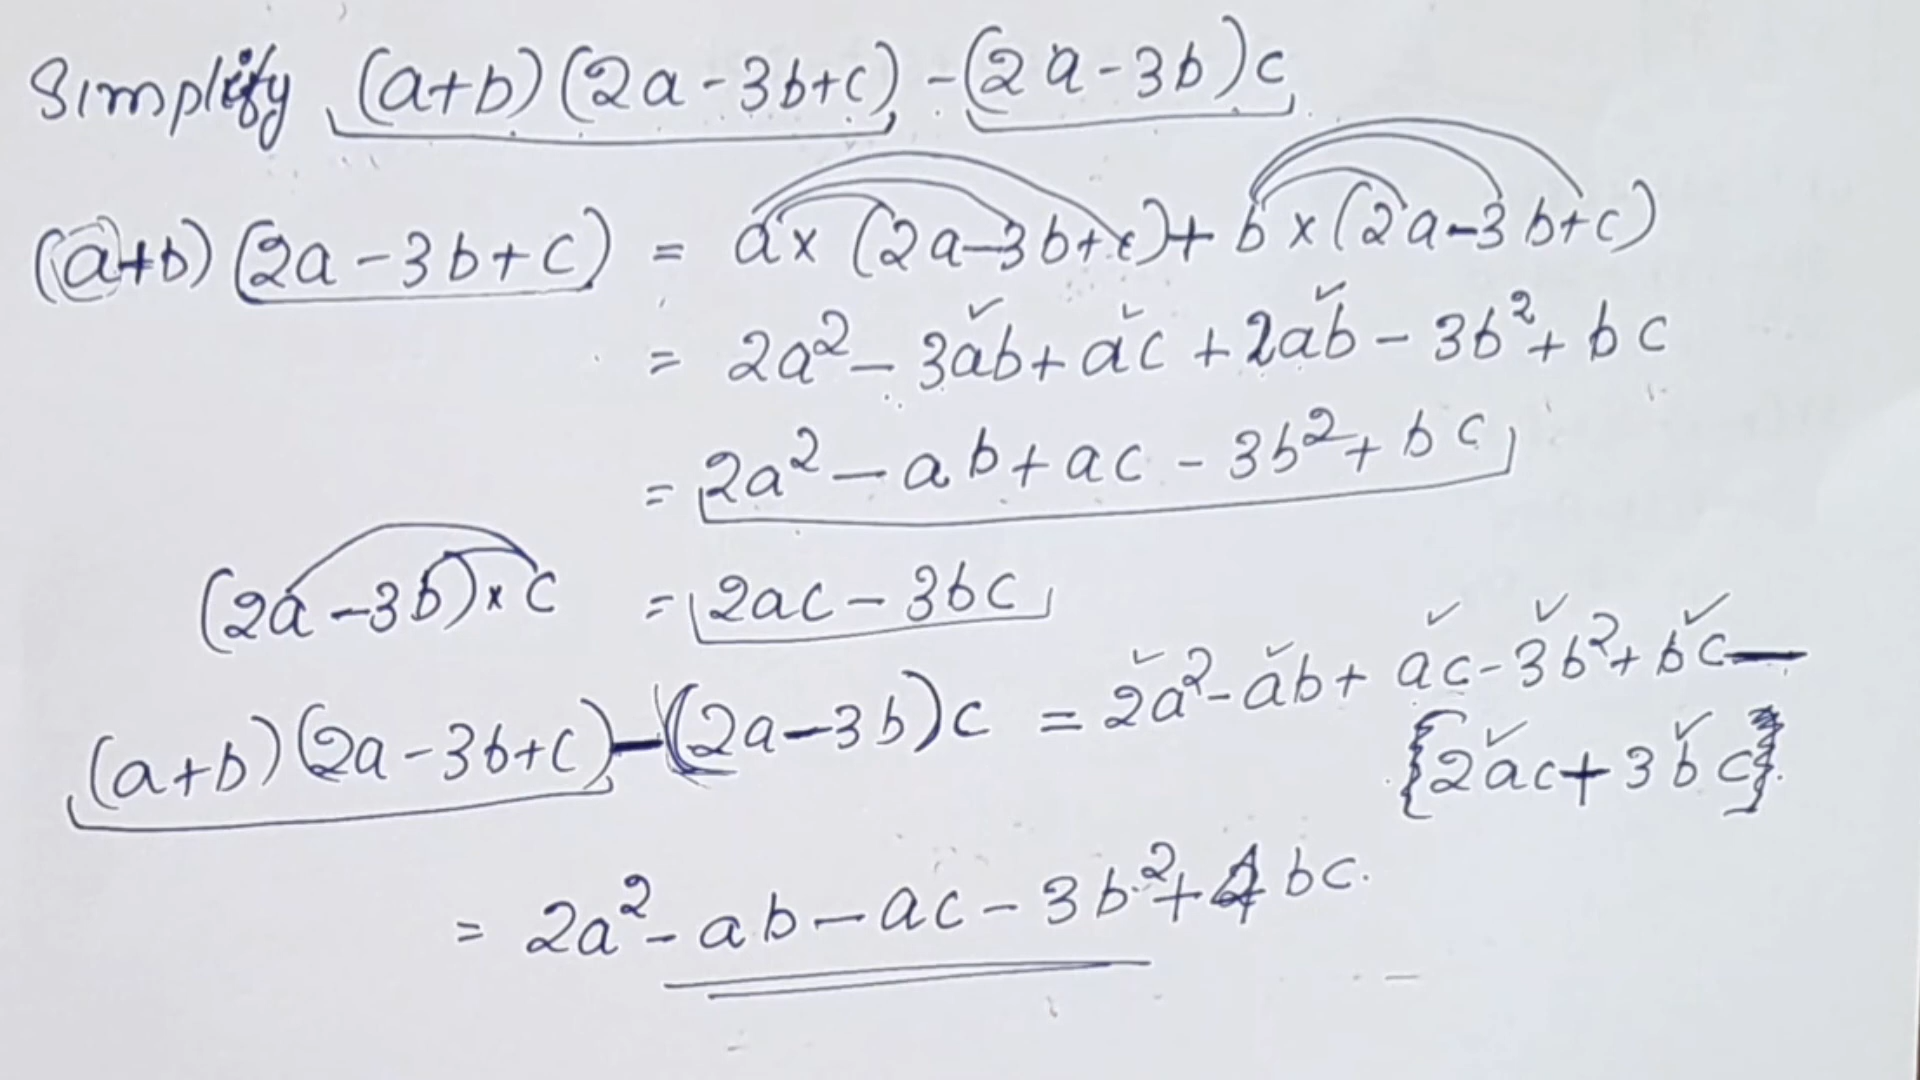 Simplify (a+b)(2a-3b+c) -(2a-3b)c
(a+b)(2a-3b+c) = a×(2a-3b+c)+ b×(2a-3b+c)
= 2a² - 3ab + ac + 2ab - 3b² + bc
= 2a² - ab + ac - 3b² + bc
(2a-3b)×c = 2ac - 3bc
(a+b)(2a-3b+c)-(2a-3b)c = 2a²-ab+ ac-3b²+bc-
{2ac+3bc}.
= 2a²-ab-ac-3b²+4bc.